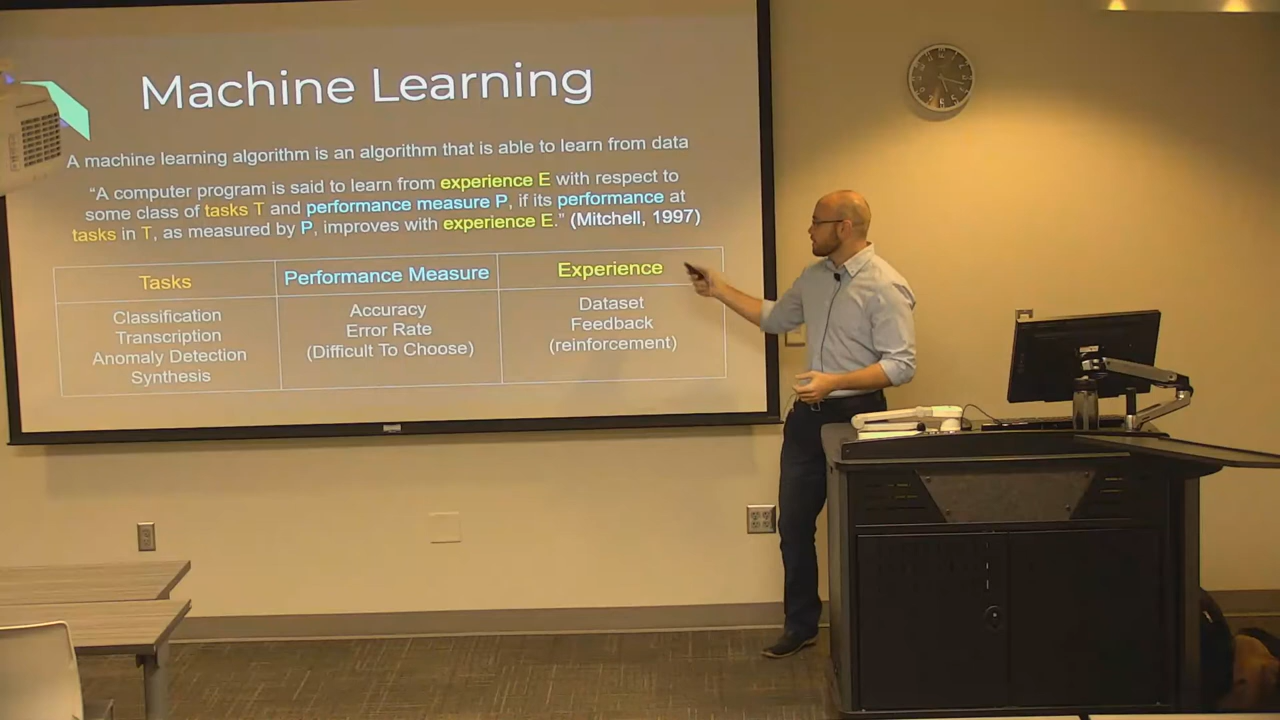 Machine Learning
A machine learning algorithm is an algorithm that is able to learn from data
“A computer program is said to learn from experience E with respect to
some class of tasks T and performance measure P, if its performance at
tasks in T, as measured by P, improves with experience E.” (Mitchell, 1997)
Tasks
Performance Measure
Experience
Classification
Transcription
Anomaly Detection
Synthesis
Accuracy
Error Rate
(Difficult To Choose)
Dataset
Feedback
(reinforcement)